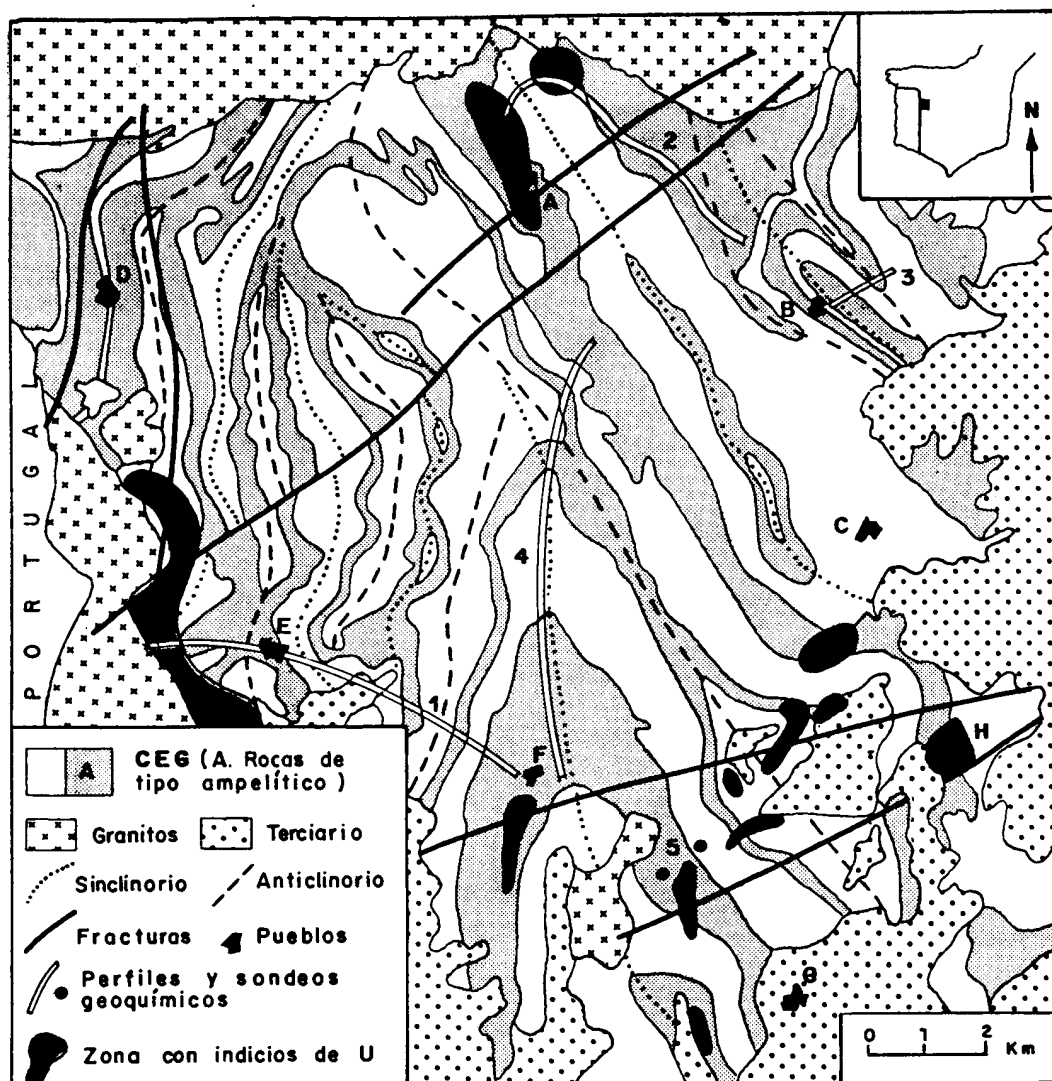 N
2
A
3
D
B
PORTUGAL
C
4
E
1
F
H
5
G
A
CEG (A. Rocas de
tipo ampelítico)
Granitos
Terciario
Sinclinorio
Anticlinorio
Fracturas
Pueblos
Perfiles y sondeos
geoquímicos
Zona con indicios de U
0 1 2
Km